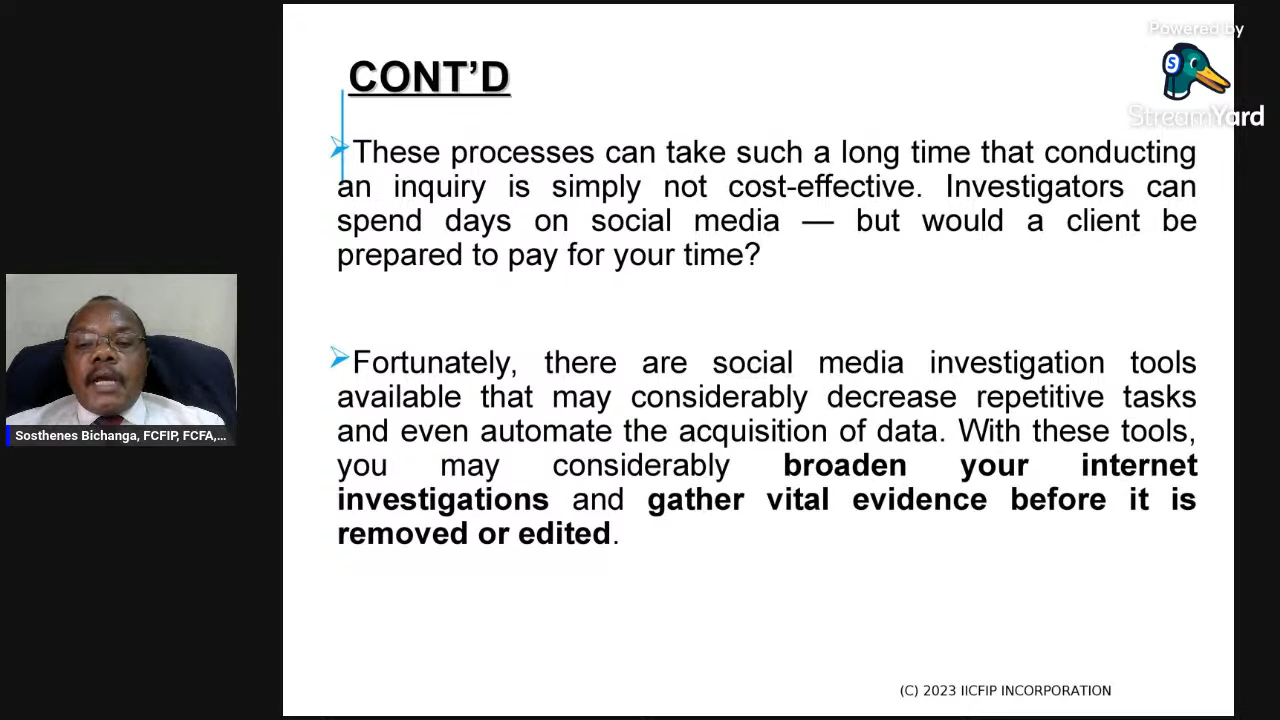 Powered by
StreamYard
CONT’D
These processes can take such a long time that conducting
an inquiry is simply not cost-effective. Investigators can
spend days on social media — but would a client be
prepared to pay for your time?
Fortunately, there are social media investigation tools
available that may considerably decrease repetitive tasks
and even automate the acquisition of data. With these tools,
you may considerably broaden your internet
investigations and gather vital evidence before it is
removed or edited.
Sosthenes Bichanga, FCFIP, FCFA,...
(C) 2023 IICFIP INCORPORATION